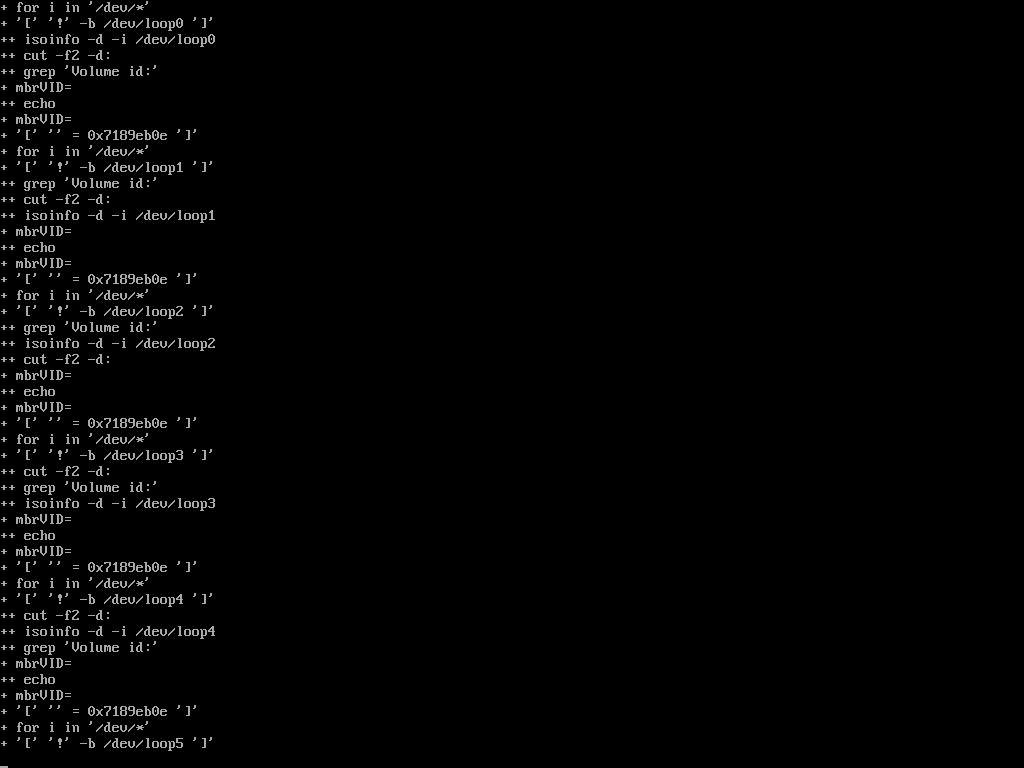 + for i in '/dev/*'
+ '[' '!' -b /dev/loop0 ']'
++ isoinfo -d -i /dev/loop0
++ cut -f2 -d:
++ grep 'Volume id:'
+ mbrVID=
++ echo
+ mbrVID=
+ '[' '' = 0x7189eb0e ']'
+ for i in '/dev/*'
+ '[' '!' -b /dev/loop1 ']'
++ grep 'Volume id:'
++ cut -f2 -d:
++ isoinfo -d -i /dev/loop1
+ mbrVID=
++ echo
+ mbrVID=
+ '[' '' = 0x7189eb0e ']'
+ for i in '/dev/*'
+ '[' '!' -b /dev/loop2 ']'
++ grep 'Volume id:'
++ isoinfo -d -i /dev/loop2
++ cut -f2 -d:
+ mbrVID=
++ echo
+ mbrVID=
+ '[' '' = 0x7189eb0e ']'
+ for i in '/dev/*'
+ '[' '!' -b /dev/loop3 ']'
++ cut -f2 -d:
++ grep 'Volume id:'
++ isoinfo -d -i /dev/loop3
+ mbrVID=
++ echo
+ mbrVID=
+ '[' '' = 0x7189eb0e ']'
+ for i in '/dev/*'
+ '[' '!' -b /dev/loop4 ']'
++ cut -f2 -d:
++ isoinfo -d -i /dev/loop4
++ grep 'Volume id:'
+ mbrVID=
++ echo
+ mbrVID=
+ '[' '' = 0x7189eb0e ']'
+ for i in '/dev/*'
+ '[' '!' -b /dev/loop5 ']'